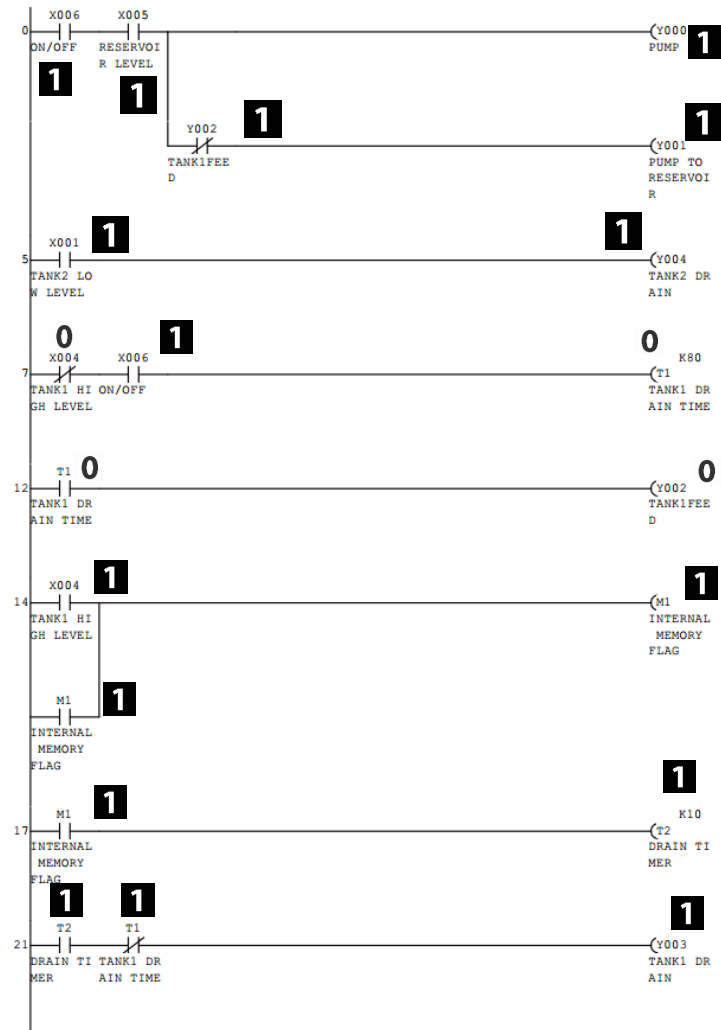 X006 X005
0 (Y000
ON/OFF RESERVOI PUMP 1
R LEVEL
1 1
1 1
Y002
(Y001
TANK1FEE PUMP TO
D RESERVOI
R
X001 1 1
5 (Y004
TANK2 LO TANK2 DR
W LEVEL AIN
0 1 0
X004 X006 K80
7 (T1
TANK1 HI ON/OFF TANK1 DR
GH LEVEL AIN TIME
T1 0 0
12 (Y002
TANK1 DR TANK1FEE
AIN TIME D
X004 1 1
14 (M1
TANK1 HI INTERNAL
GH LEVEL MEMORY
FLAG
M1 1
INTERNAL
MEMORY
FLAG
1
M1 1 K10
17 (T2
INTERNAL DRAIN TI
MEMORY MER
FLAG
1 1 1
T2 T1
21 (Y003
DRAIN TI TANK1 DR TANK1 DR
MER AIN TIME AIN